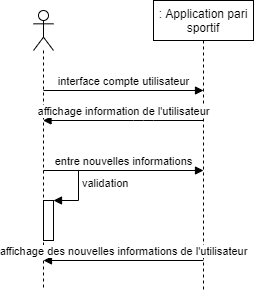 : Application pari
sportif
interface compte utilisateur
affichage information de l'utilisateur
entre nouvelles informations
validation
affichage des nouvelles informations de l'utilisateur